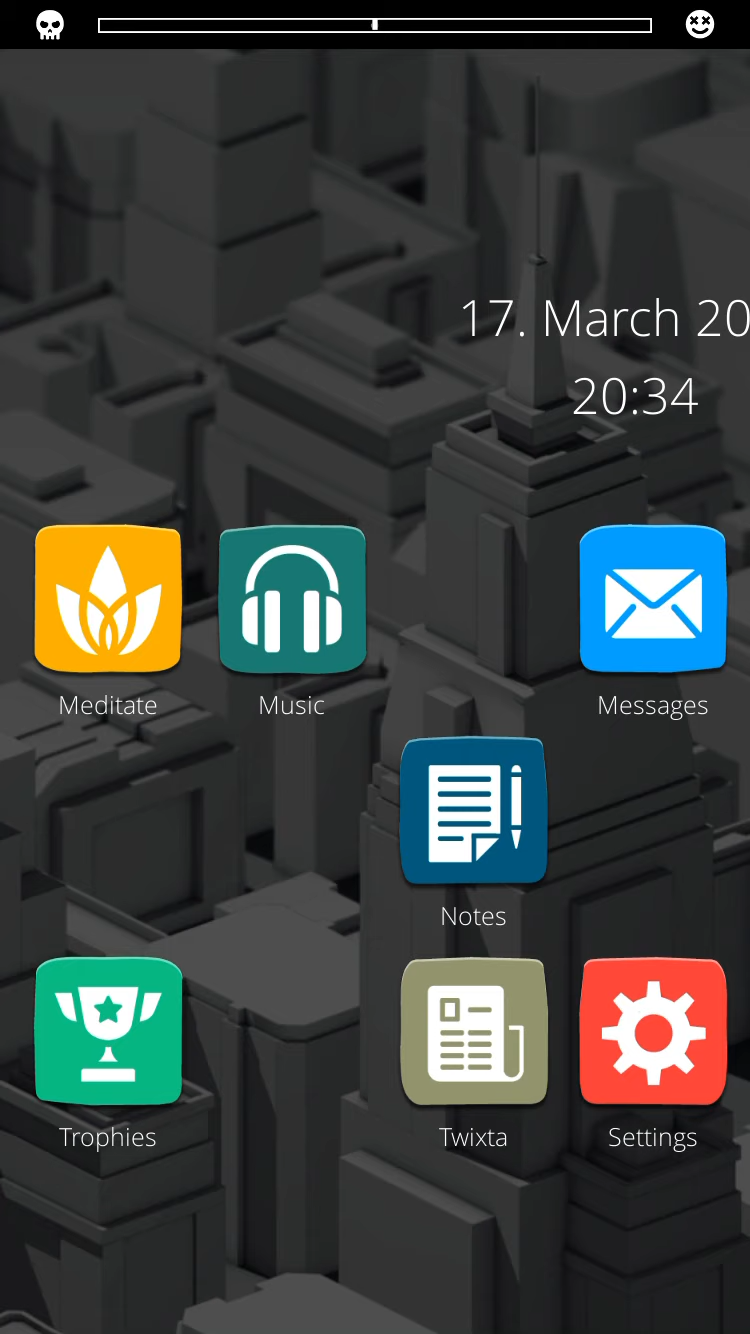 17. March 20
20:34
Meditate
Music
Messages
Notes
Trophies
Twixta
Settings